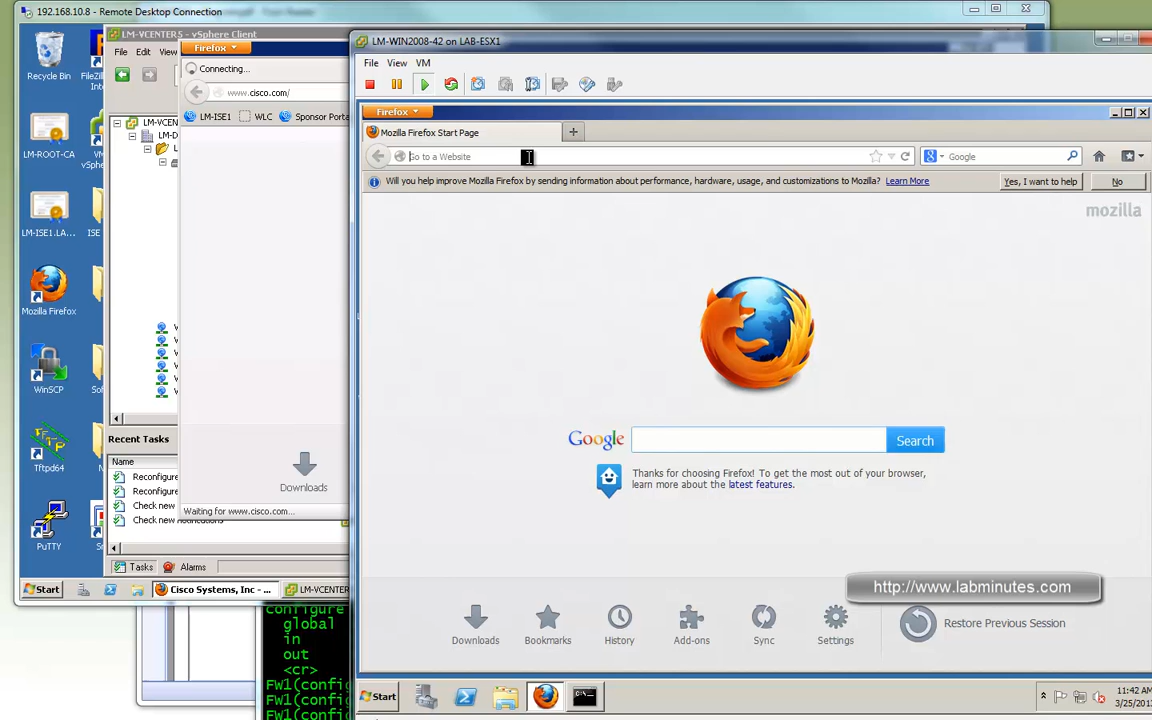 192.168.10.8 - Remote Desktop Connection
LM-VCENTER5 - vSphere Client
File Edit View
Recycle Bin
LM-ROOT-CA
LM-ISE1.LA...
Mozilla Firefox
WinSCP
Tftpd64
PuTTY
LM-VCEN
LM-D
ISE
Recent Tasks
Name
Reconfigure
Reconfigure
Check new
Check new notifications
Tasks Alarms
Start
Cisco Systems, Inc - ...
LM-VCENTER
Firefox
Connecting...
www.cisco.com/
LM-ISE1 WLC Sponsor Porta
Downloads
Waiting for www.cisco.com...
configure
global
in
out
<cr>
FW1(config
FW1(config
FW1(config
LM-WIN2008-42 on LAB-ESX1
File View VM
Firefox
Mozilla Firefox Start Page
Go to a Website
Google
Will you help improve Mozilla Firefox by sending information about performance, hardware, usage, and customizations to Mozilla? Learn More
Yes, I want to help
No
mozilla
Google
Search
Thanks for choosing Firefox! To get the most out of your browser,
learn more about the latest features.
http://www.labminutes.com
Downloads Bookmarks History Add-ons Sync Settings
Restore Previous Session
Start
11:42 AM
3/25/201